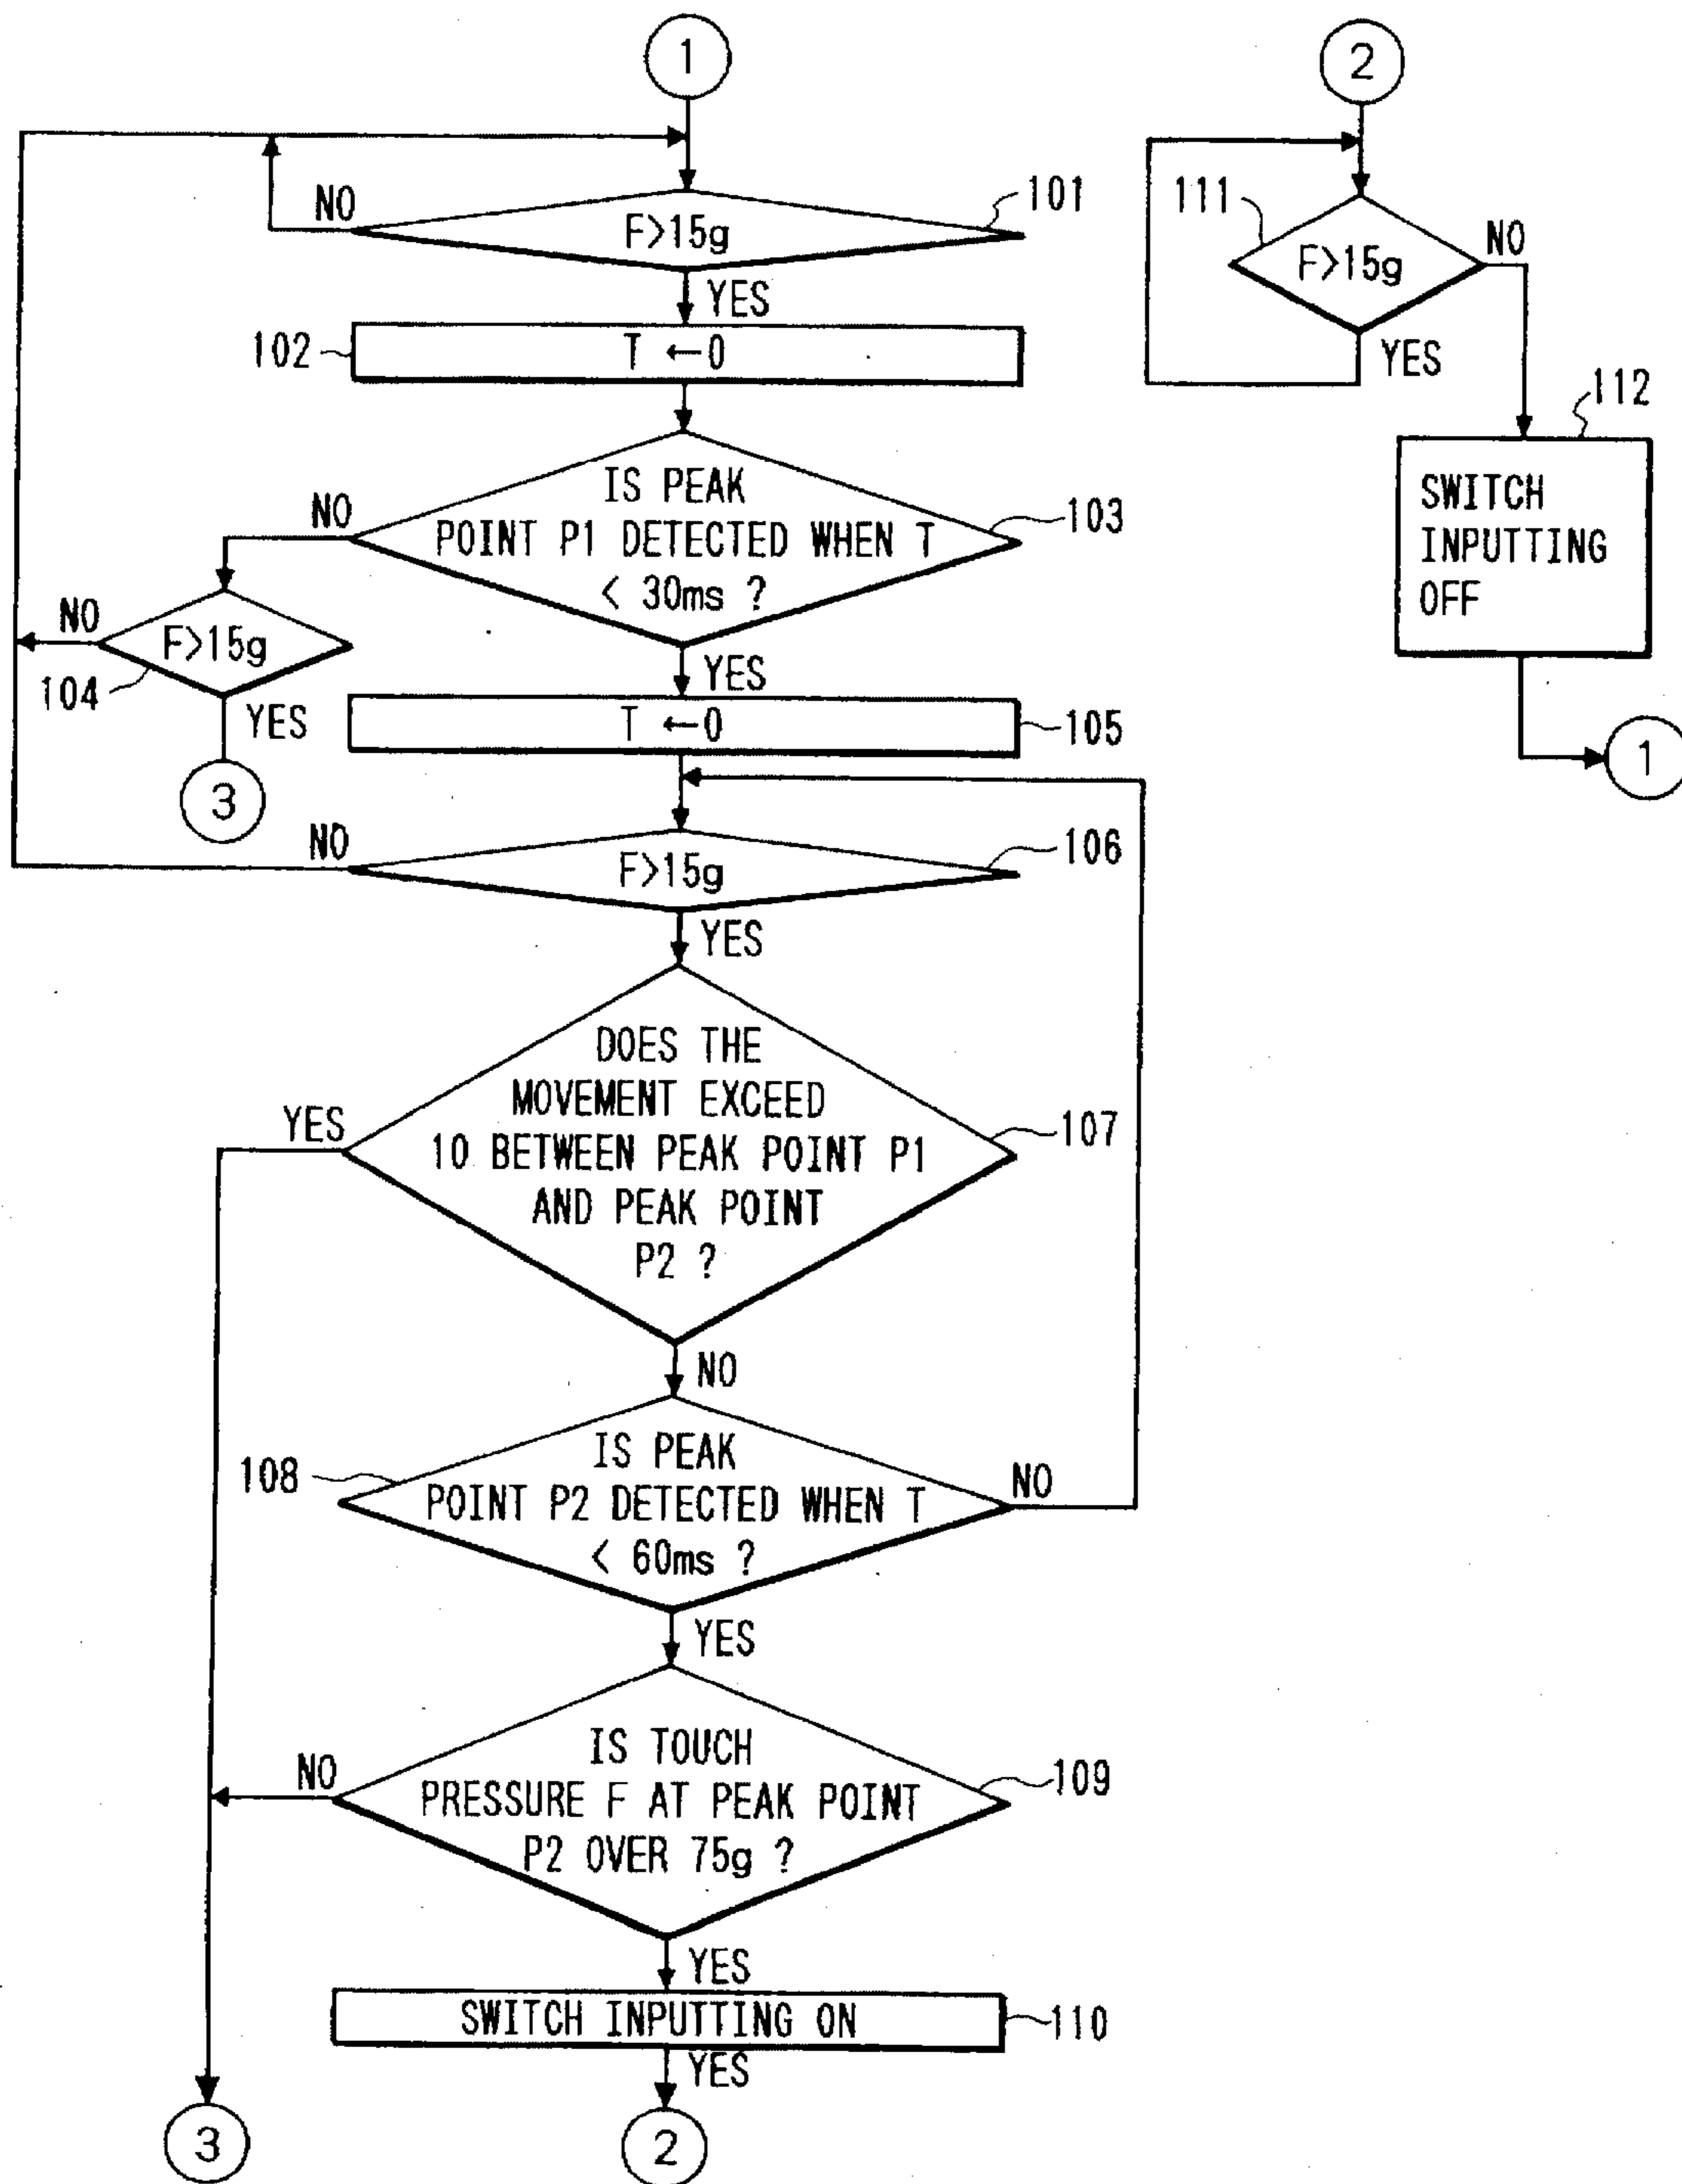 1
NO
F>15g
101
YES
102
T ←0
IS PEAK
POINT P1 DETECTED WHEN T
< 30ms ?
103
NO
NO
F>15g
104
YES
3
YES
T ←0
105
NO
F>15g
106
YES
DOES THE
MOVEMENT EXCEED
10 BETWEEN PEAK POINT P1
AND PEAK POINT
P2 ?
107
YES
NO
108
IS PEAK
POINT P2 DETECTED WHEN T
< 60ms ?
NO
YES
IS TOUCH
PRESSURE F AT PEAK POINT
P2 OVER 75g ?
109
NO
YES
SWITCH INPUTTING ON
110
YES
3
2
2
111
F>15g
NO
YES
112
SWITCH
INPUTTING
OFF
1